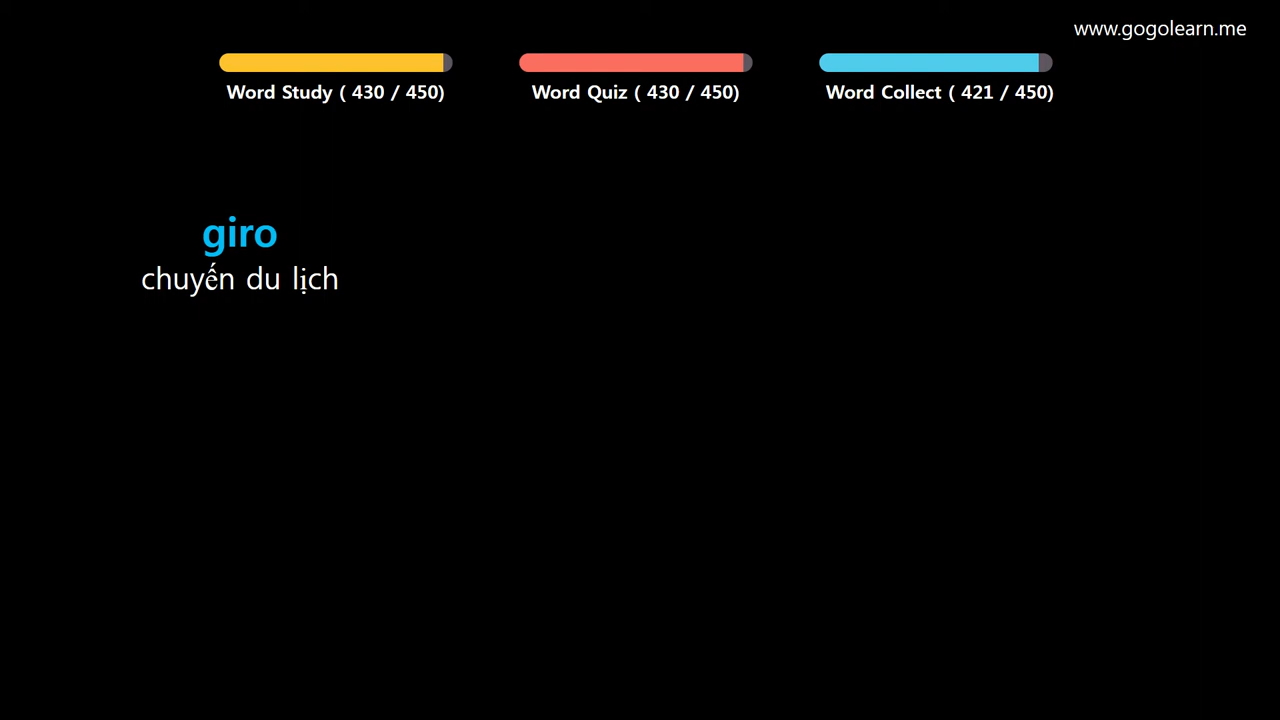 www.gogolearn.me
Word Study ( 430 / 450)
Word Quiz ( 430 / 450)
Word Collect ( 421 / 450)
giro
chuyến du lịch